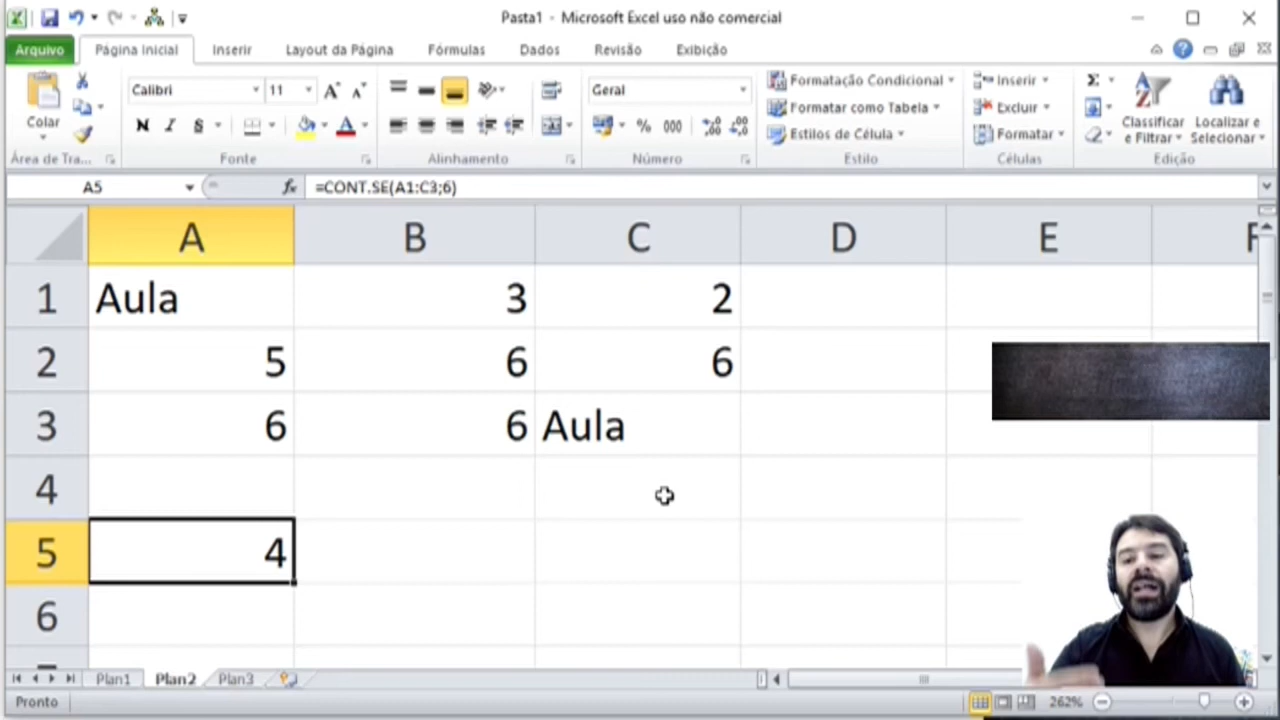 Pasta1 - Microsoft Excel uso não comercial
Arquivo Página Inicial Inserir Layout da Página Fórmulas Dados Revisão Exibição
Calibri 11 A A Geral Formatação Condicional Inserir Σ
Colar Formatar como Tabela Excluir Classificar e Filtrar Localizar e Selecionar
N I S A % 000 Estilos de Célula Formatar
Área de Tra... Fonte Alinhamento Número Estilo Células Edição
A5 fx =CONT.SE(A1:C3;6)
A B C D E F
1 Aula 3 2
2 5 6 6
3 6 6 Aula
4
5 4
6
Plan1 Plan2 Plan3
Pronto 262%